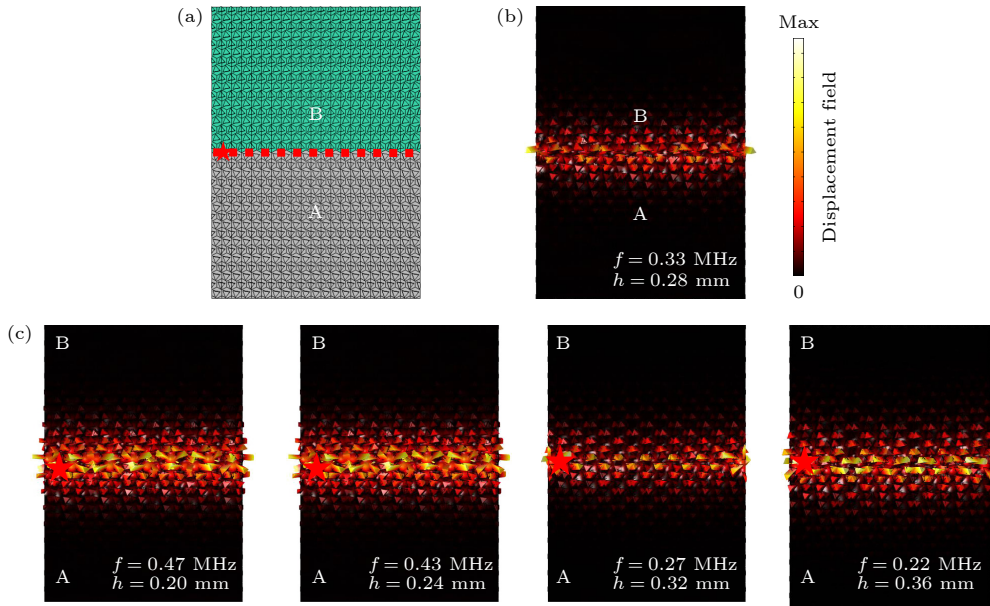 (a)
B
A
(b)
B
A
f = 0.33 MHz
h = 0.28 mm
Max
Displacement field
0
(c)
B
A
f = 0.47 MHz
h = 0.20 mm
B
A
f = 0.43 MHz
h = 0.24 mm
B
A
f = 0.27 MHz
h = 0.32 mm
B
A
f = 0.22 MHz
h = 0.36 mm